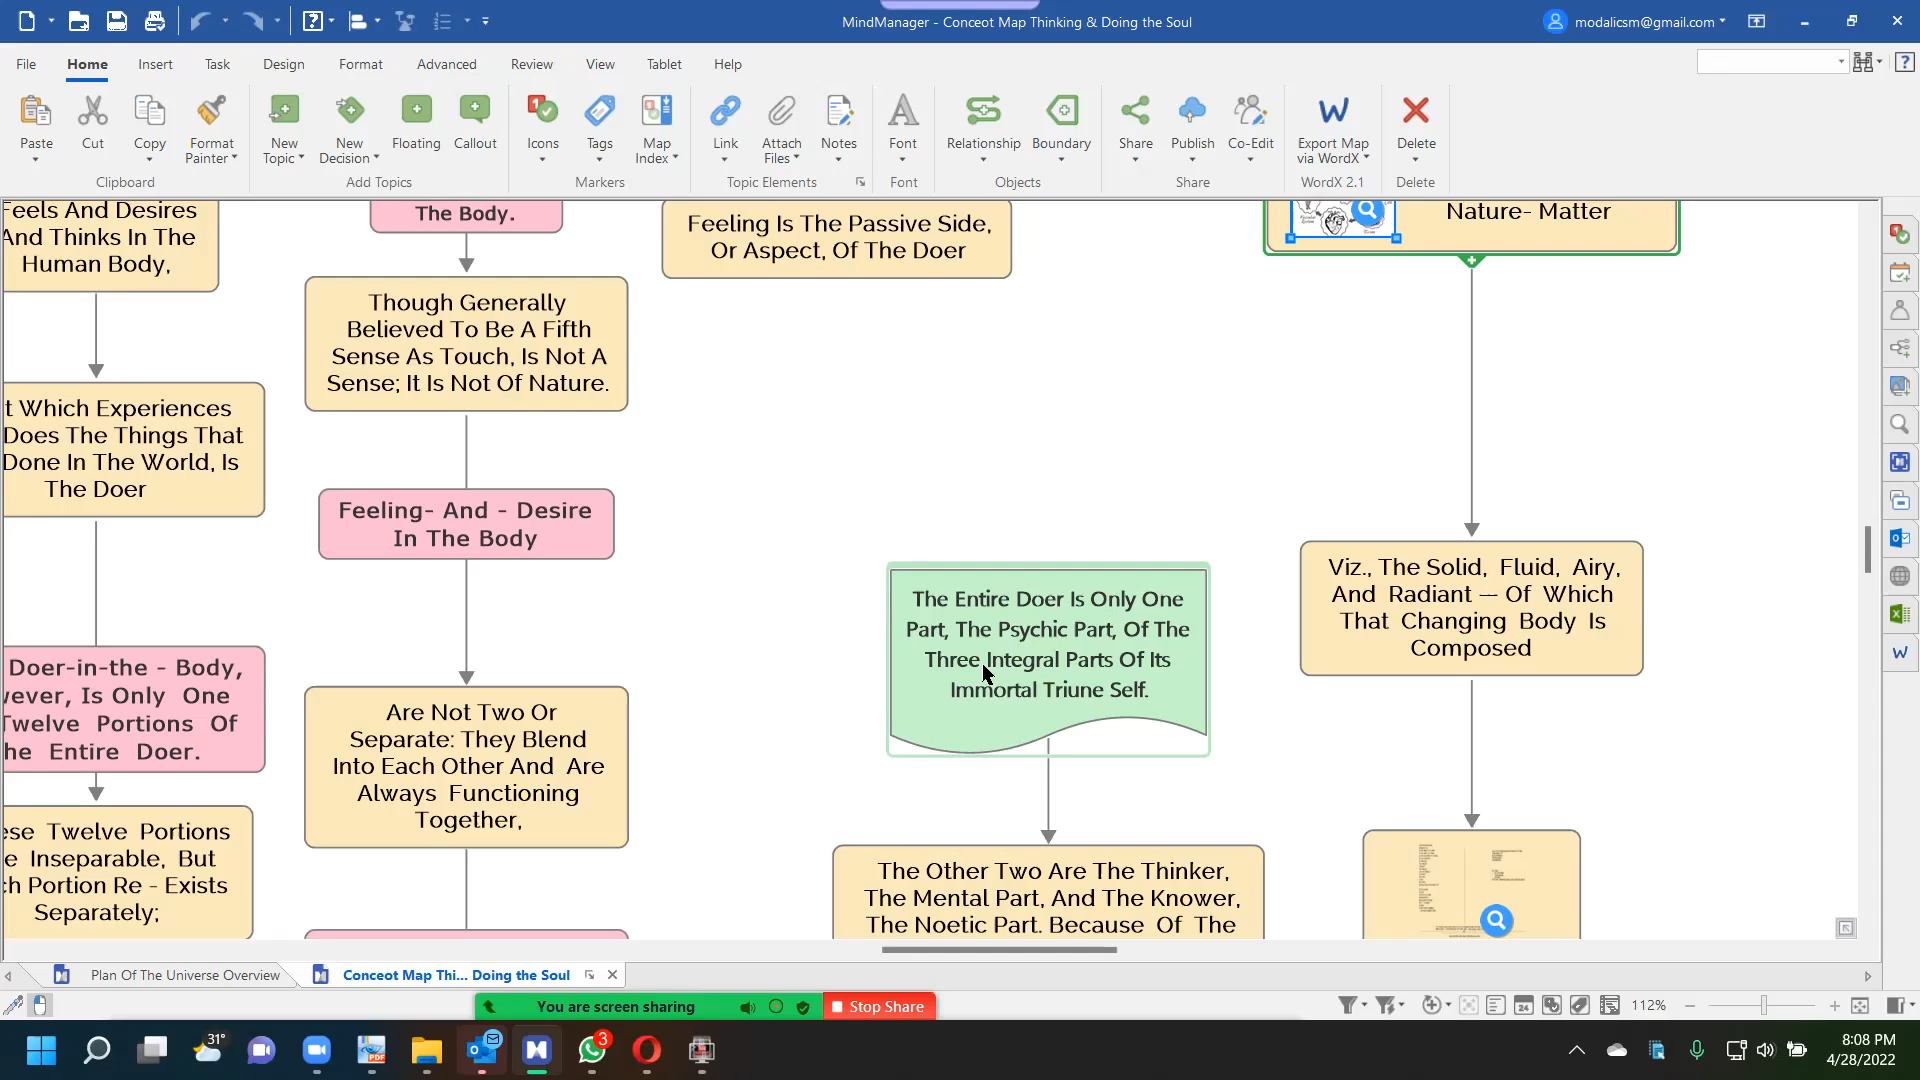 MindManager - Conceot Map Thinking & Doing the Soul
modalicsm@gmail.com
File
Home
Insert
Task
Design
Format
Advanced
Review
View
Tablet
Help
Paste
Cut
Copy
Format
Painter
New
Topic
New
Decision
Floating
Callout
Icons
Tags
Map
Index
Link
Attach
Files
Notes
Font
Relationship
Boundary
Share
Publish
Co-Edit
Export Map
via WordX
Delete
Clipboard
Add Topics
Markers
Topic Elements
Font
Objects
Share
WordX 2.1
Delete
Feels And Desires
And Thinks In The
Human Body,
t Which Experiences
Does The Things That
Done In The World, Is
The Doer
Doer-in-the - Body,
wever, Is Only One
Twelve Portions Of
he Entire Doer.
ese Twelve Portions
e Inseparable, But
ch Portion Re - Exists
Separately;
The Body.
Though Generally
Believed To Be A Fifth
Sense As Touch, Is Not A
Sense; It Is Not Of Nature.
Feeling- And - Desire
In The Body
Are Not Two Or
Separate: They Blend
Into Each Other And Are
Always Functioning
Together,
Feeling Is The Passive Side,
Or Aspect, Of The Doer
The Entire Doer Is Only One
Part, The Psychic Part, Of The
Three Integral Parts Of Its
Immortal Triune Self.
The Other Two Are The Thinker,
The Mental Part, And The Knower,
The Noetic Part. Because Of The
Nature- Matter
Viz., The Solid, Fluid, Airy,
And Radiant — Of Which
That Changing Body Is
Composed
Plan Of The Universe Overview
Conceot Map Thi... Doing the Soul
You are screen sharing
Stop Share
112%
31°
3
8:08 PM
4/28/2022